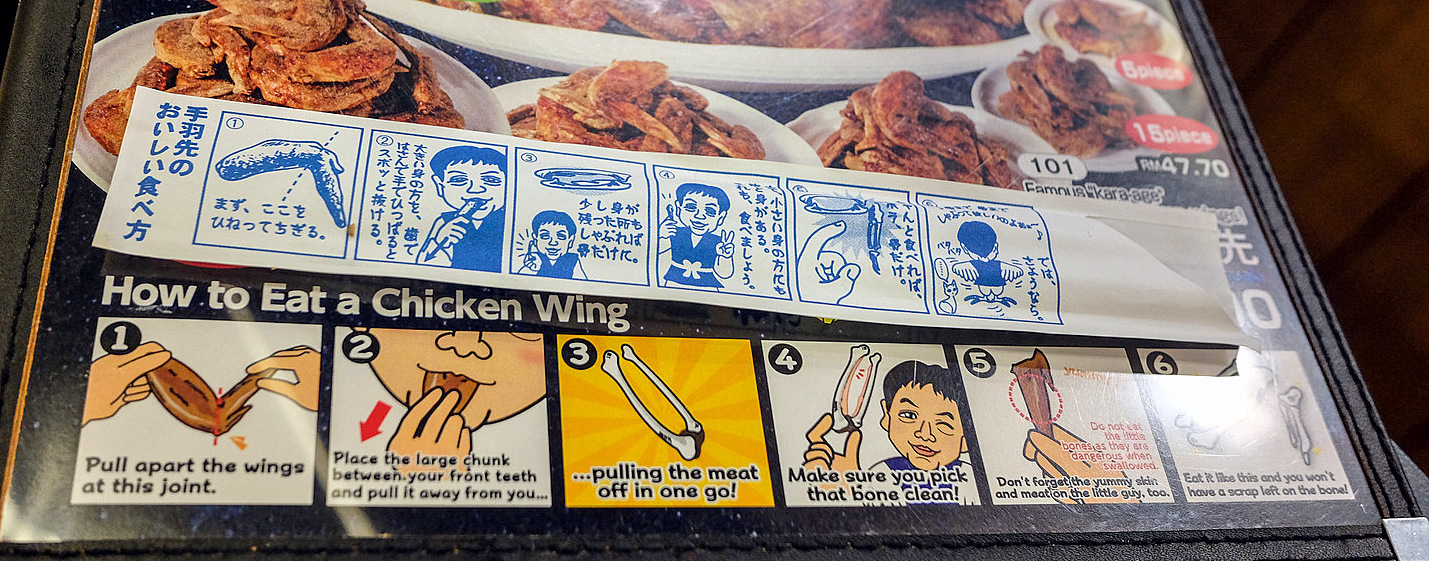 5piece
15piece
RM47.70
101
Famous "kara-age"
手羽先の
おいしい食べ方
①
まず、ここを
ひねってちぎる。
②
大きい身の方を、歯で
はさんで手でひっぱると
スポッと抜ける。
③
少し身が
残った所も
しゃぶれば
骨だけに。
④
小さい身の方にも
身がある。
も、食べましょう。
んと食べれば、
ホラ、骨だけ。
パタ
パタ
では、
さようなら。
先
How to Eat a Chicken Wing
1
Pull apart the wings
at this joint.
2
Place the large chunk
between your front teeth
and pull it away from you...
3
...pulling the meat
off in one go!
4
Make sure you pick
that bone clean!
5
yummy
Do not eat
the little
bones as they are
dangerous when
swallowed.
Don't forget the yummy skin
and meat on the little guy, too.
6
Eat it like this and you won't
have a scrap left on the bone!